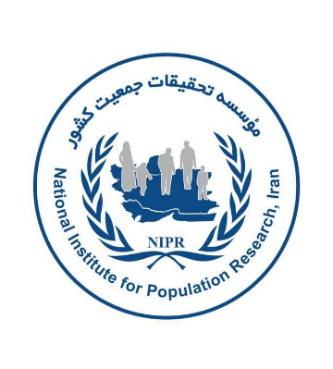 مؤسسه تحقیقات جمعیت کشور
NIPR
National Institute for Population Research, Iran